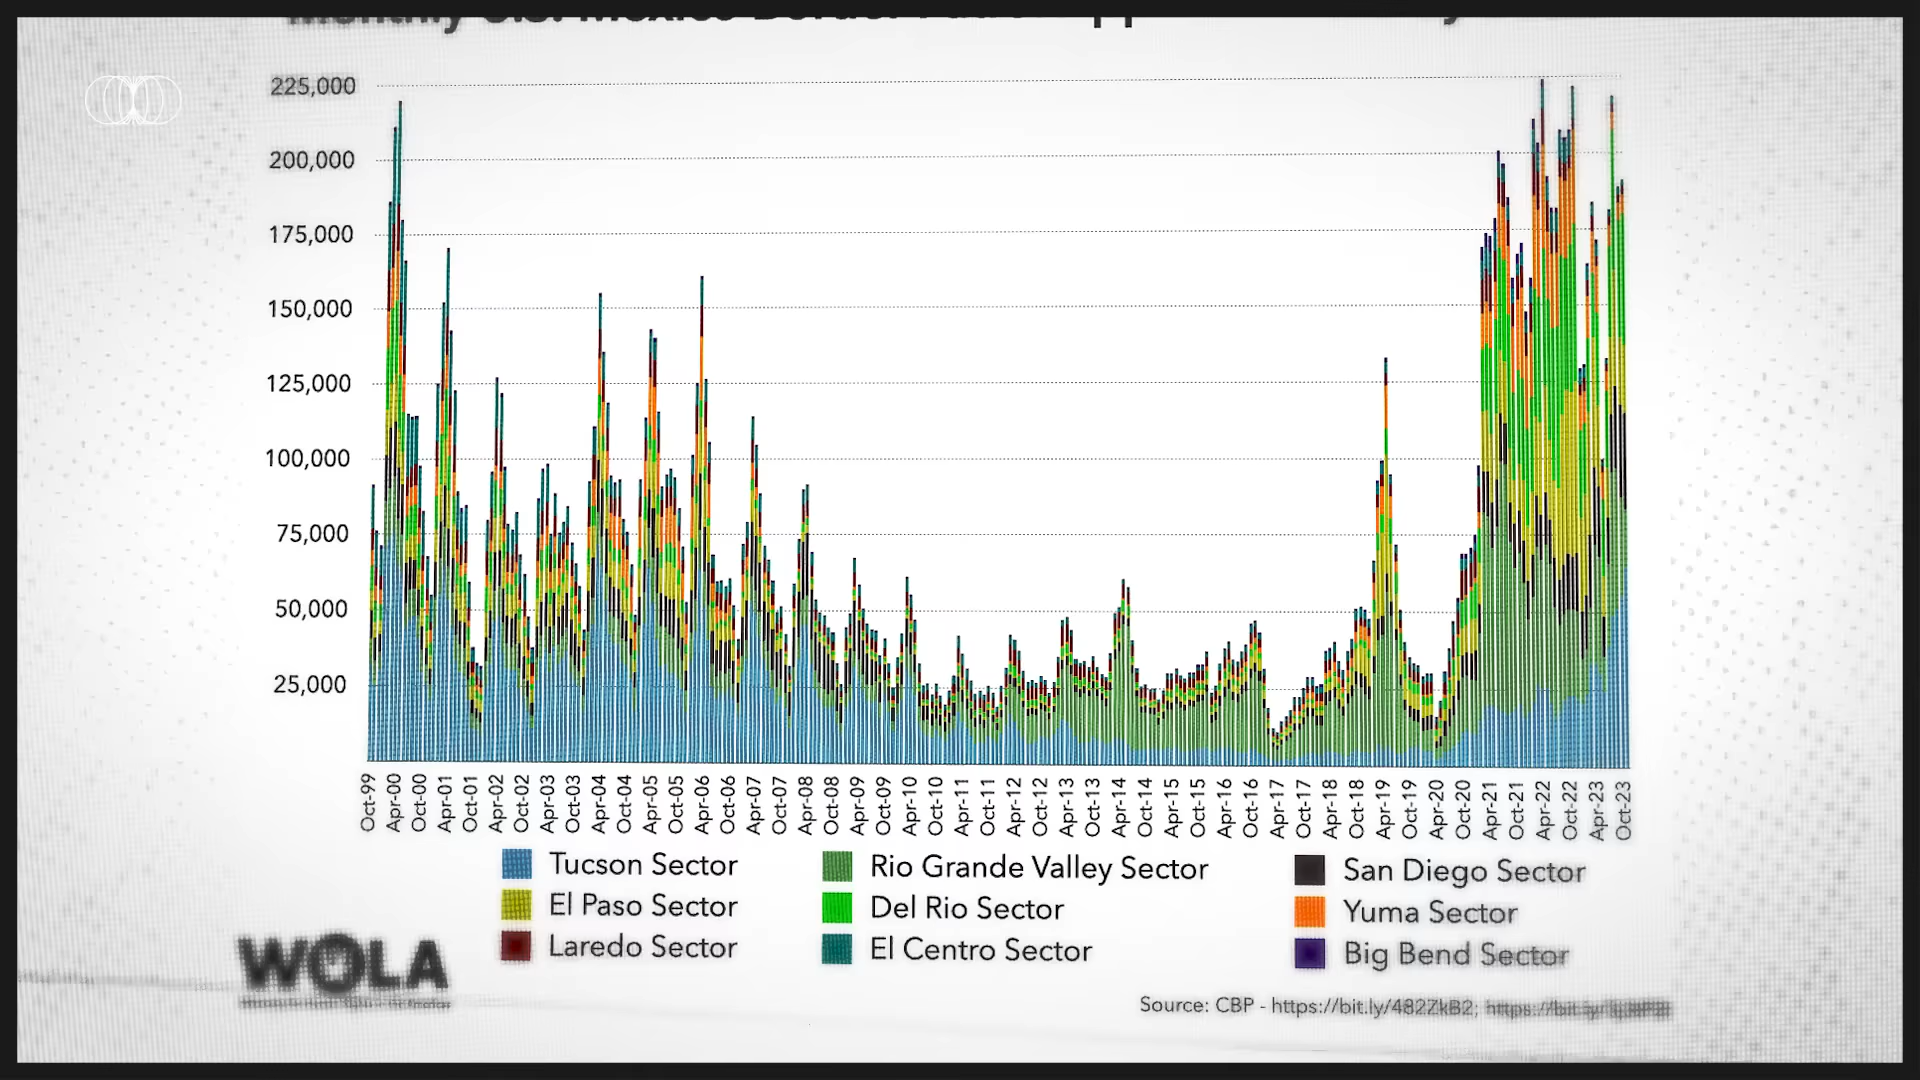 Monthly U.S.-Mexico Border Patrol
225,000
200,000
175,000
150,000
125,000
100,000
75,000
50,000
25,000
Oct-99 Apr-00 Oct-00 Apr-01 Oct-01 Apr-02 Oct-02 Apr-03 Oct-03 Apr-04 Oct-04 Apr-05 Oct-05 Apr-06 Oct-06 Apr-07 Oct-07 Apr-08 Oct-08 Apr-09 Oct-09 Apr-10 Oct-10 Apr-11 Oct-11 Apr-12 Oct-12 Apr-13 Oct-13 Apr-14 Oct-14 Apr-15 Oct-15 Apr-16 Oct-16 Apr-17 Oct-17 Apr-18 Oct-18 Apr-19 Oct-19 Apr-20 Oct-20 Apr-21 Oct-21 Apr-22 Oct-22 Apr-23 Oct-23
Tucson Sector Rio Grande Valley Sector San Diego Sector
El Paso Sector Del Rio Sector Yuma Sector
Laredo Sector El Centro Sector Big Bend Sector
WOLA
Source: CBP - https://bit.ly/482ZkB2;